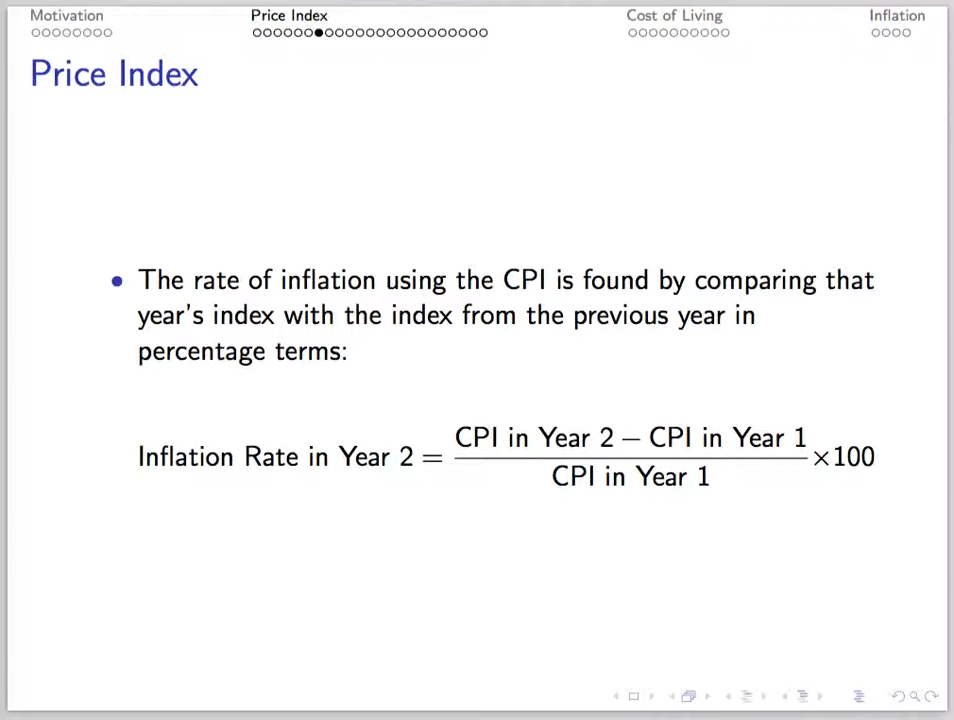 Motivation Price Index Cost of Living Inflation
Price Index
• The rate of inflation using the CPI is found by comparing that
year's index with the index from the previous year in
percentage terms:
CPI in Year 2 − CPI in Year 1
Inflation Rate in Year 2 = ×100
CPI in Year 1